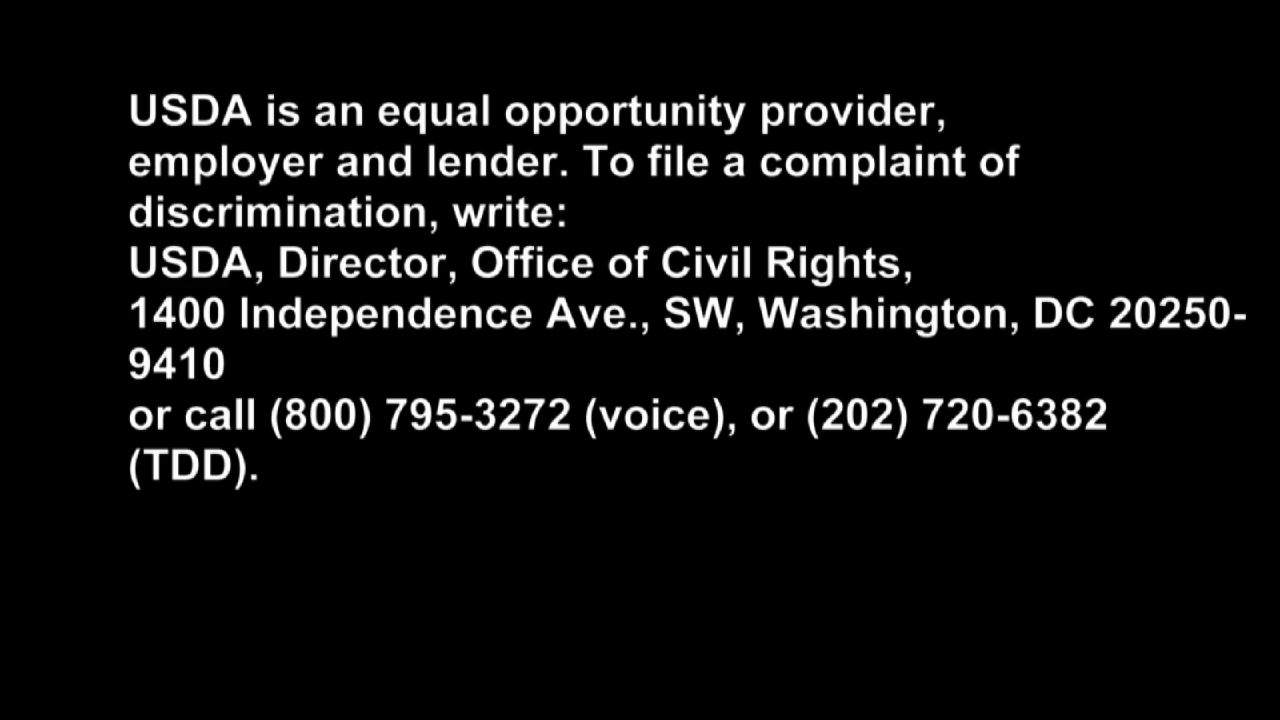 USDA is an equal opportunity provider,
employer and lender. To file a complaint of
discrimination, write:
USDA, Director, Office of Civil Rights,
1400 Independence Ave., SW, Washington, DC 20250-
9410
or call (800) 795-3272 (voice), or (202) 720-6382
(TDD).